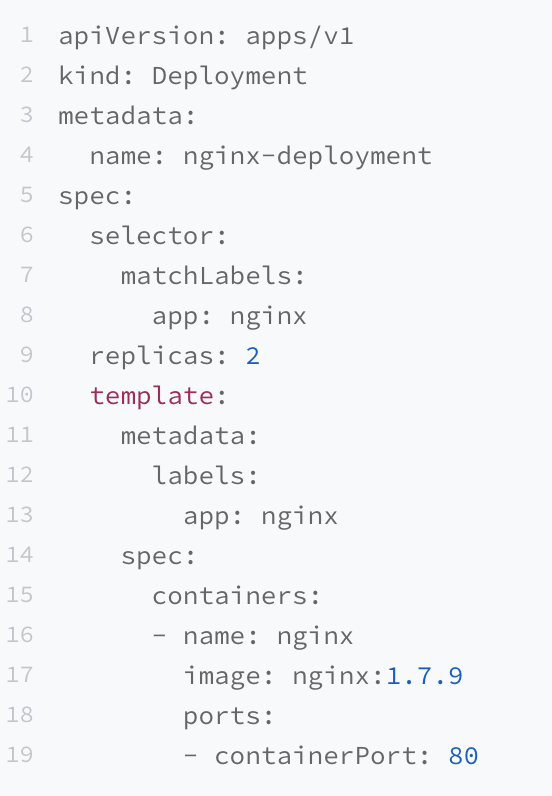 1 apiVersion: apps/v1
2 kind: Deployment
3 metadata:
4   name: nginx-deployment
5 spec:
6   selector:
7     matchLabels:
8       app: nginx
9   replicas: 2
10   template:
11     metadata:
12       labels:
13         app: nginx
14     spec:
15       containers:
16       - name: nginx
17         image: nginx:1.7.9
18         ports:
19         - containerPort: 80